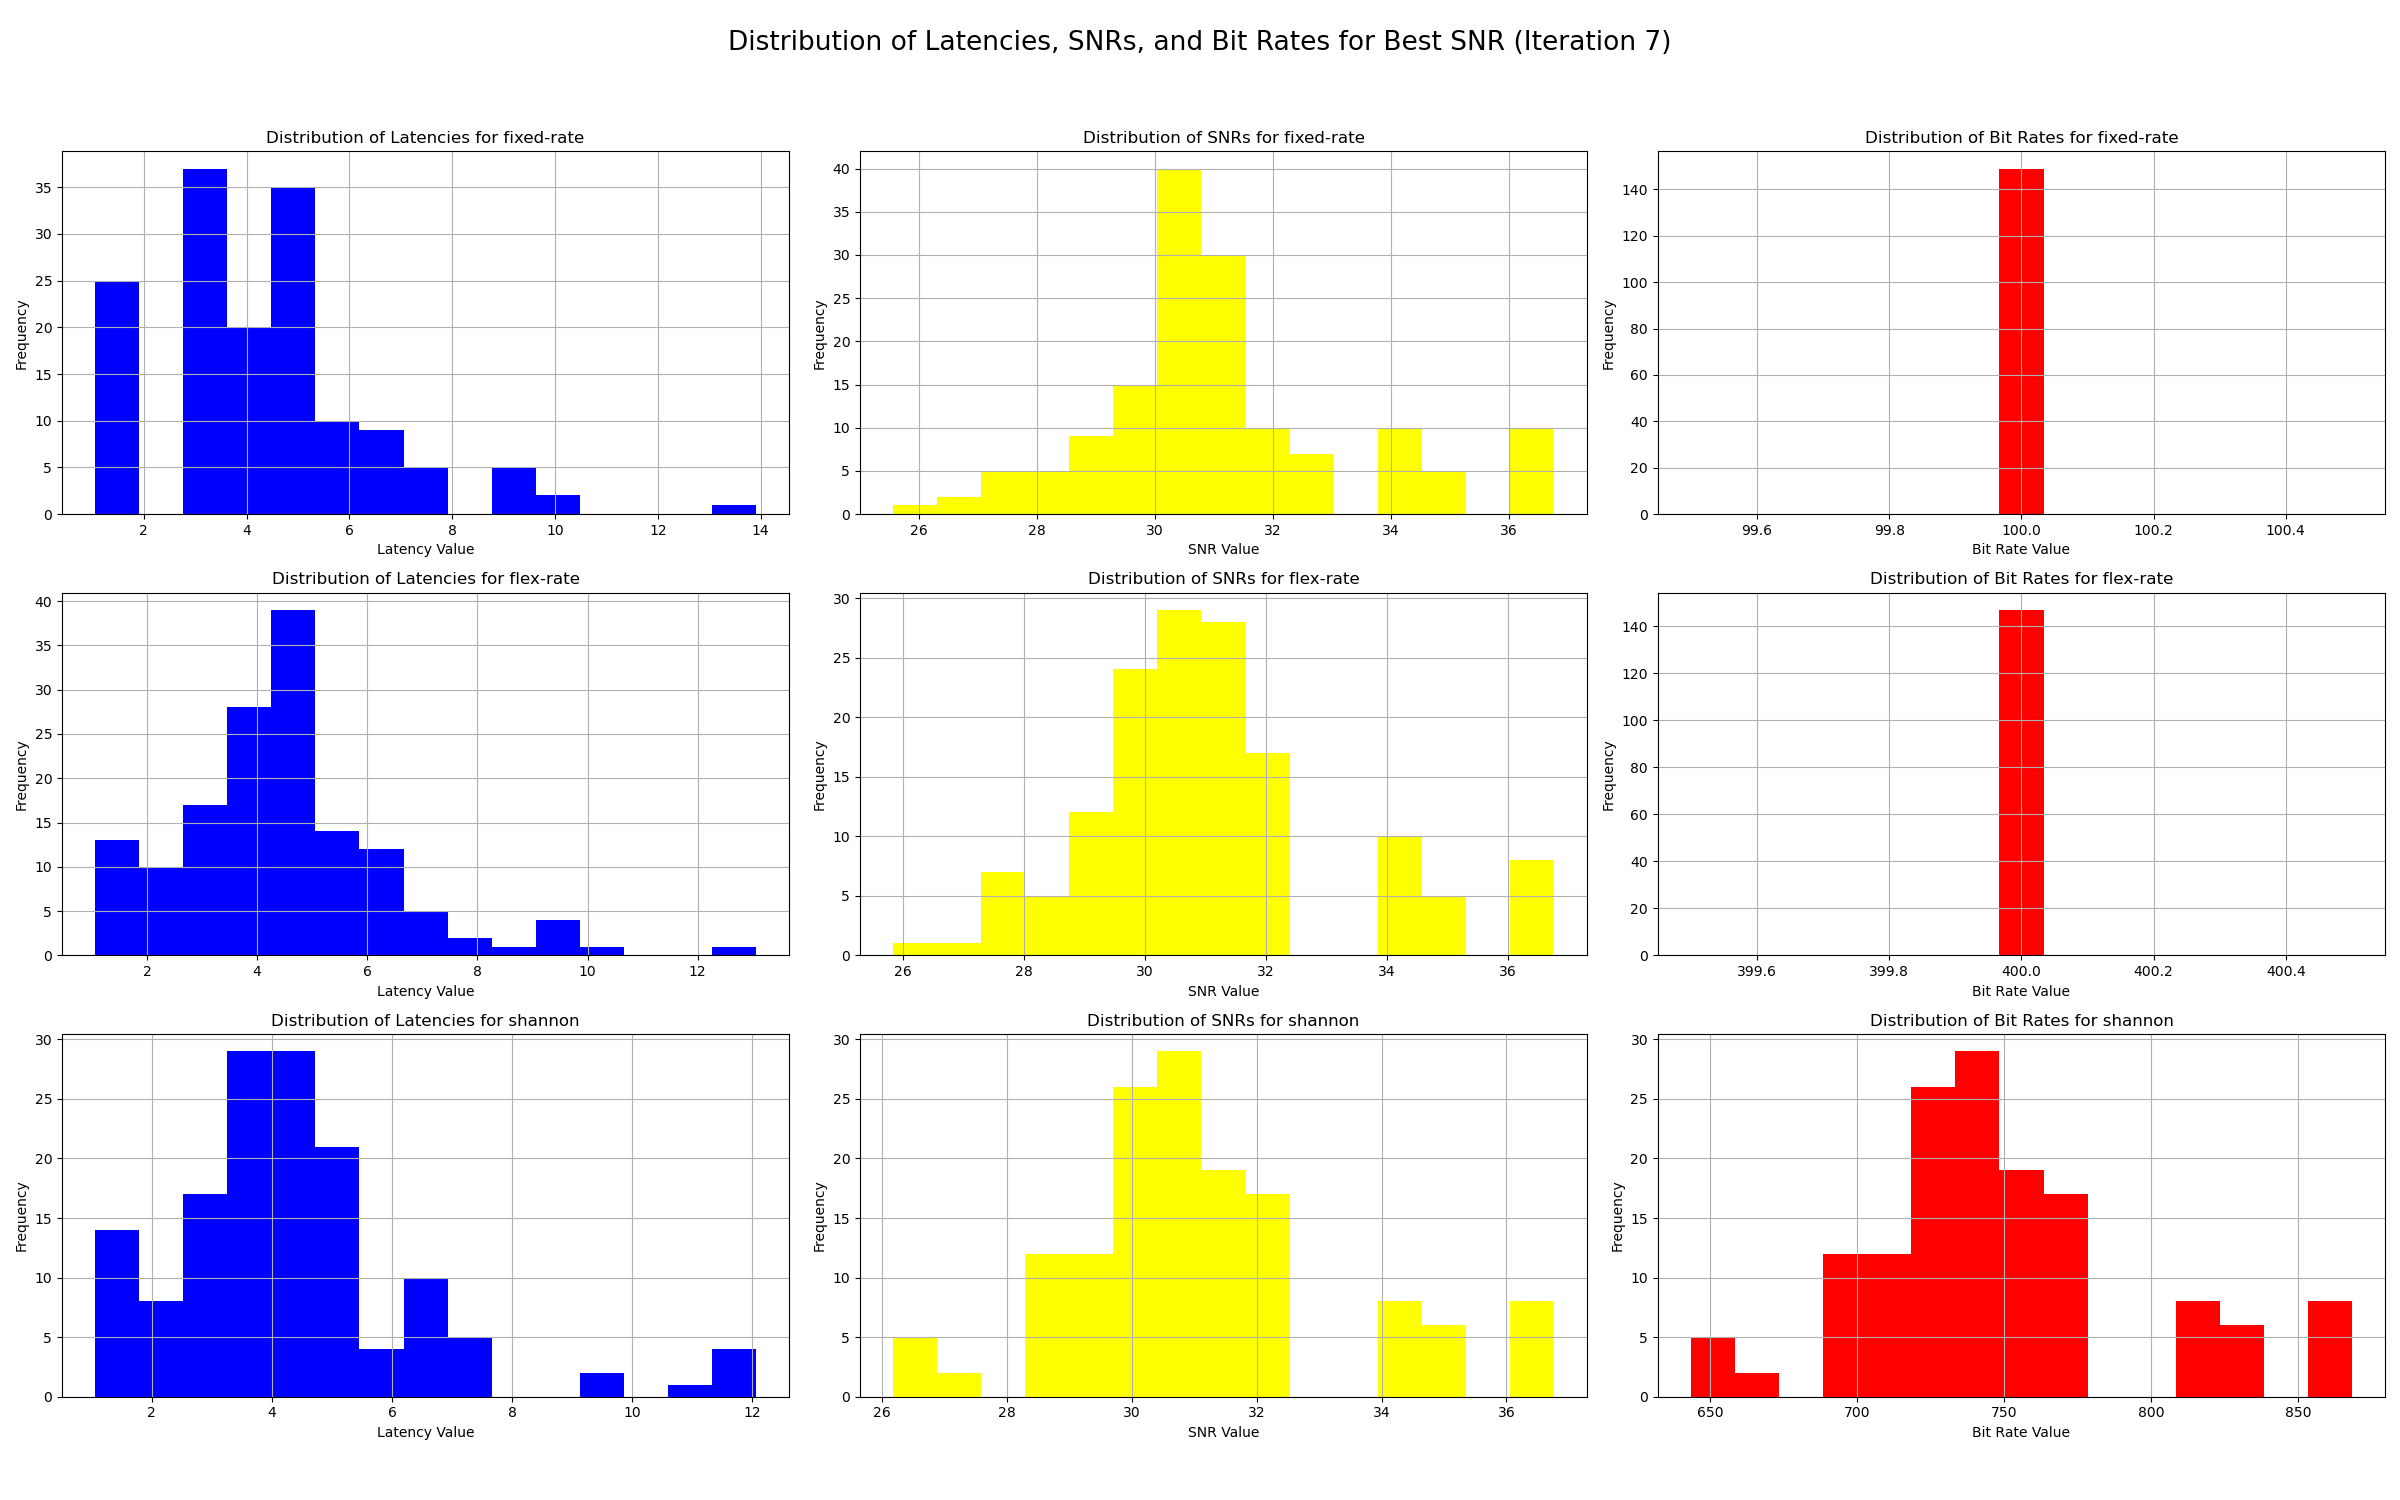 Distribution of Latencies, SNRs, and Bit Rates for Best SNR (Iteration 7)
Distribution of Latencies for fixed-rate
Frequency
0 5 10 15 20 25 30 35
2 4 6 8 10 12 14
Latency Value
Distribution of SNRs for fixed-rate
Frequency
0 5 10 15 20 25 30 35 40
26 28 30 32 34 36
SNR Value
Distribution of Bit Rates for fixed-rate
Frequency
0 20 40 60 80 100 120 140
99.6 99.8 100.0 100.2 100.4
Bit Rate Value
Distribution of Latencies for flex-rate
Frequency
0 5 10 15 20 25 30 35 40
2 4 6 8 10 12
Latency Value
Distribution of SNRs for flex-rate
Frequency
0 5 10 15 20 25 30
26 28 30 32 34 36
SNR Value
Distribution of Bit Rates for flex-rate
Frequency
0 20 40 60 80 100 120 140
399.6 399.8 400.0 400.2 400.4
Bit Rate Value
Distribution of Latencies for shannon
Frequency
0 5 10 15 20 25 30
2 4 6 8 10 12
Latency Value
Distribution of SNRs for shannon
Frequency
0 5 10 15 20 25 30
26 28 30 32 34 36
SNR Value
Distribution of Bit Rates for shannon
Frequency
0 5 10 15 20 25 30
650 700 750 800 850
Bit Rate Value